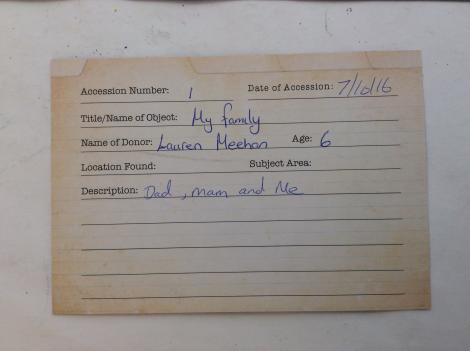 Accession Number: 1 Date of Accession: 7/10/16
Title/Name of Object: My family
Name of Donor: Lauren Meehan Age: 6
Location Found: Subject Area:
Description: Dad, mam and Me